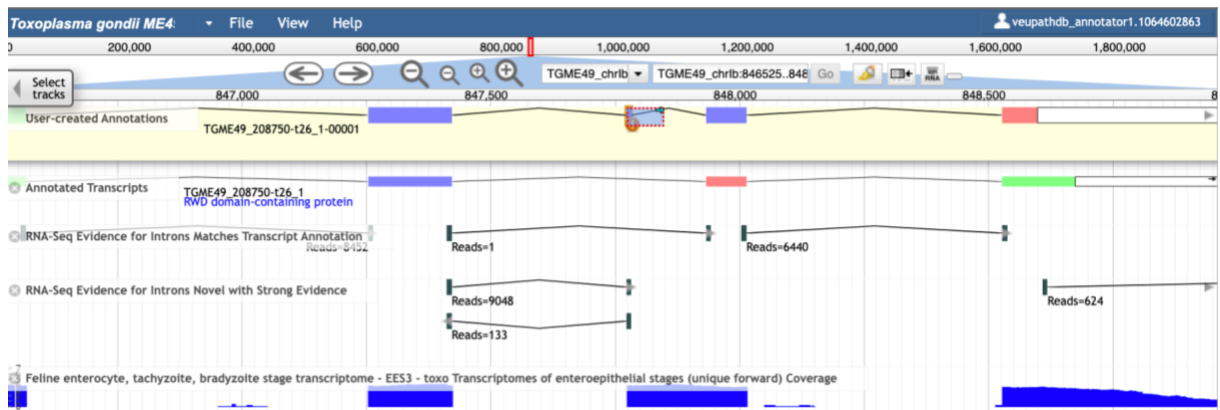 Toxoplasma gondii ME4 File View Help veupathdb_annotator1.1064602863
0 200,000 400,000 600,000 800,000 1,000,000 1,200,000 1,400,000 1,600,000 1,800,000
Select tracks TGME49_chrIb TGME49_chrIb:846525..848 Go RNA
847,000 847,500 848,000 848,500 8
User-created Annotations
TGME49_208750-t26_1-00001
Annotated Transcripts
TGME49_208750-t26_1
RWD domain-containing protein
RNA-Seq Evidence for Introns Matches Transcript Annotation
Reads=8452 Reads=1 Reads=6440
RNA-Seq Evidence for Introns Novel with Strong Evidence
Reads=9048 Reads=624
Reads=133
Feline enterocyte, tachyzoite, bradyzoite stage transcriptome - EES3 - toxo Transcriptomes of enteroepithelial stages (unique forward) Coverage